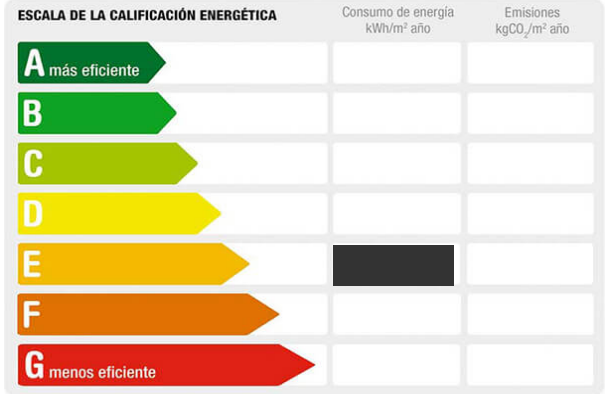 ESCALA DE LA CALIFICACIÓN ENERGÉTICA
Consumo de energía
kWh/m² año
Emisiones
kgCO₂/m² año
A más eficiente
B
C
D
E
F
G menos eficiente